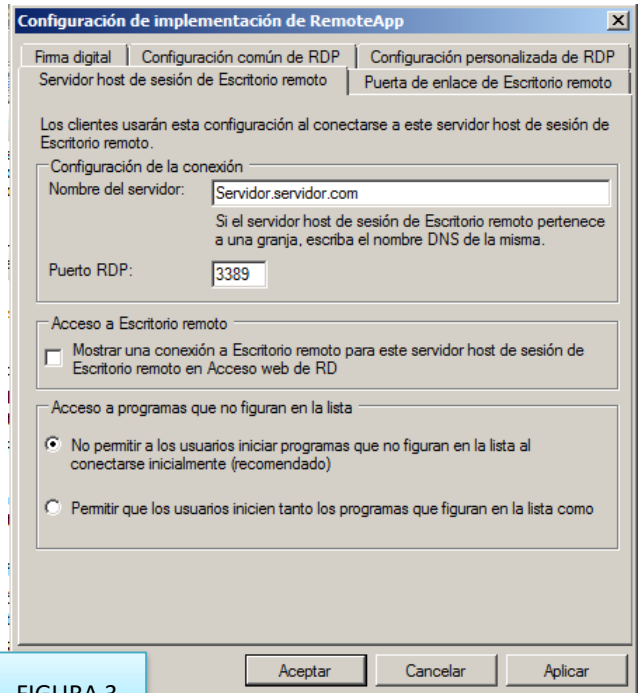 Configuración de implementación de RemoteApp
Firma digital
Configuración común de RDP
Configuración personalizada de RDP
Servidor host de sesión de Escritorio remoto
Puerta de enlace de Escritorio remoto
Los clientes usarán esta configuración al conectarse a este servidor host de sesión de
Escritorio remoto.
Configuración de la conexión
Nombre del servidor:
Servidor.servidor.com
Si el servidor host de sesión de Escritorio remoto pertenece
a una granja, escriba el nombre DNS de la misma.
Puerto RDP:
3389
Acceso a Escritorio remoto
Mostrar una conexión a Escritorio remoto para este servidor host de sesión de
Escritorio remoto en Acceso web de RD
Acceso a programas que no figuran en la lista
No permitir a los usuarios iniciar programas que no figuran en la lista al
conectarse inicialmente (recomendado)
Permitir que los usuarios inicien tanto los programas que figuran en la lista como
Aceptar
Cancelar
Aplicar
FIGURA 3